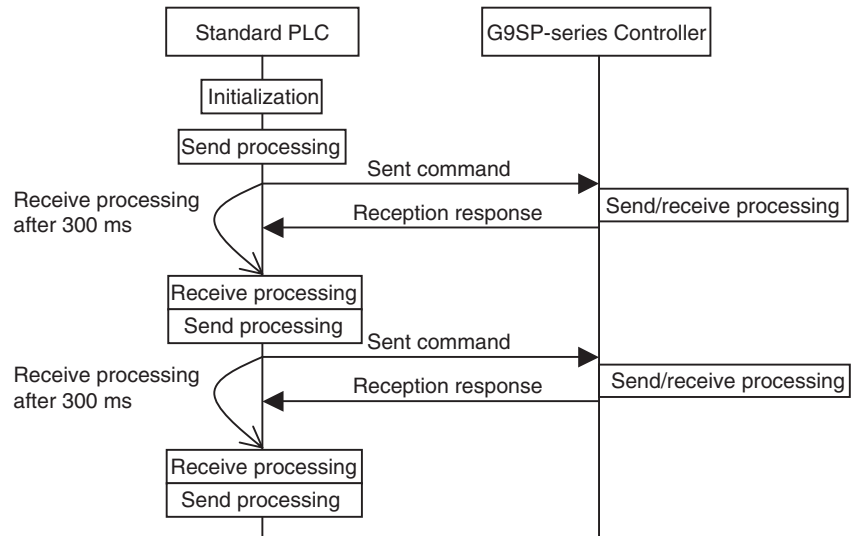 Standard PLC
G9SP-series Controller
Initialization
Send processing
Sent command
Receive processing
after 300 ms
Send/receive processing
Reception response
Receive processing
Send processing
Sent command
Receive processing
after 300 ms
Send/receive processing
Reception response
Receive processing
Send processing